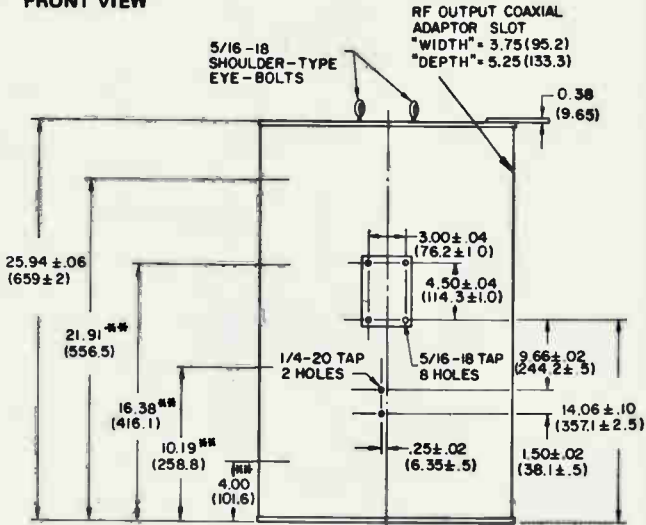 FRONT VIEW
RF OUTPUT COAXIAL
ADAPTOR SLOT
"WIDTH" = 3.75(95.2)
"DEPTH" = 5.25(133.3)
5/16-18
SHOULDER-TYPE
EYE-BOLTS
0.38
(9.65)
3.00±.04
(76.2±1.0)
25.94±.06
(659±2)
4.50±.04
(114.3±1.0)
21.91**
(556.5)
1/4-20 TAP
2 HOLES
5/16-18 TAP
8 HOLES
9.66±.02
(244.2±.5)
16.38**
(416.1)
14.06±.10
(357.1±2.5)
10.19**
(258.8)
.25±.02
(6.35±.5)
1.50±.02
(38.1±.5)
**
4.00
(101.6)